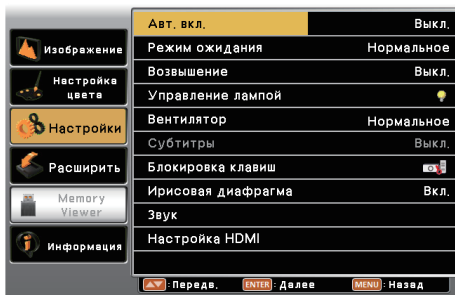 Изображение
Настройка цвета
Настройки
Расширить
Memory Viewer
Информация
Авт. вкл. Выкл.
Режим ожидания Нормальное
Возвышение Выкл.
Управление лампой
Вентилятор Нормальное
Субтитры Выкл.
Блокировка клавиш
Ирисовая диафрагма Вкл.
Звук
Настройка HDMI
: Передв. ENTER : Далее MENU : Назад